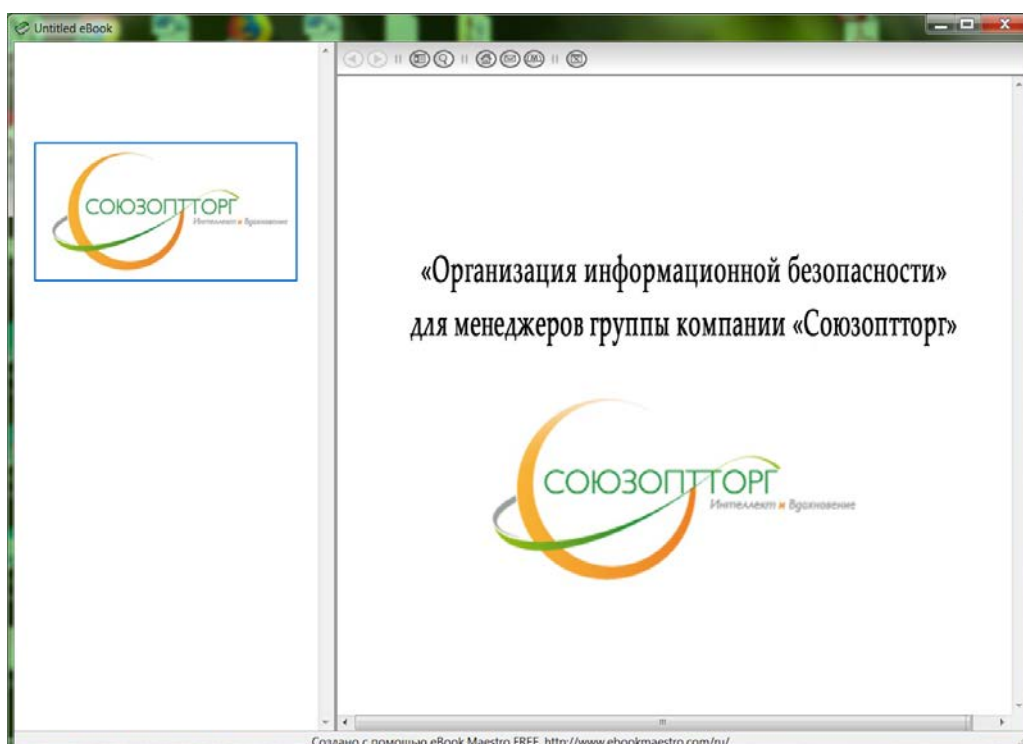 Untitled eBook
СОЮЗОПТТОРГ
Интеллект и Вдохновение
«Организация информационной безопасности»
для менеджеров группы компании «Союзоптторг»
СОЮЗОПТТОРГ
Интеллект и Вдохновение
Создано с помощью eBook Maestro FREE http://www.ebookmaestro.com/ru/